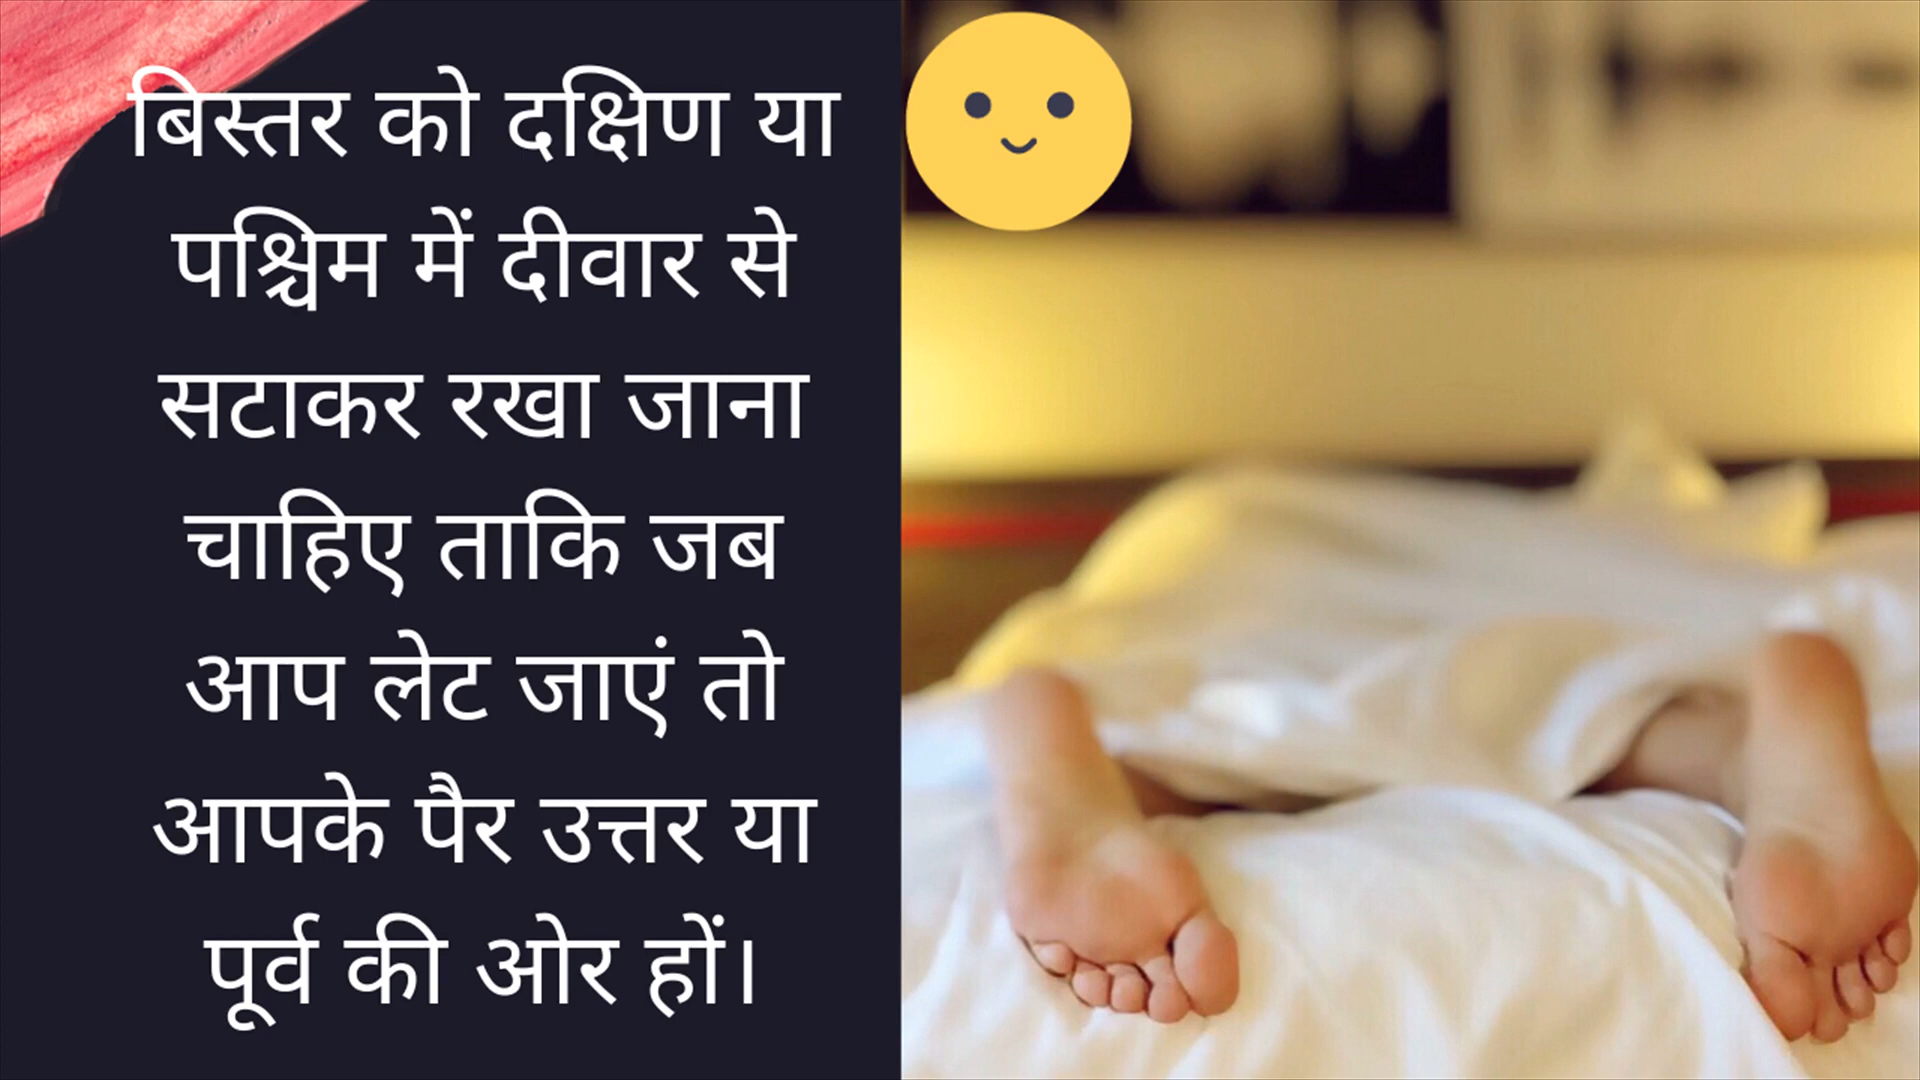 बिस्तर को दक्षिण या
पश्चिम में दीवार से
सटाकर रखा जाना
चाहिए ताकि जब
आप लेट जाएं तो
आपके पैर उत्तर या
पूर्व की ओर हों।